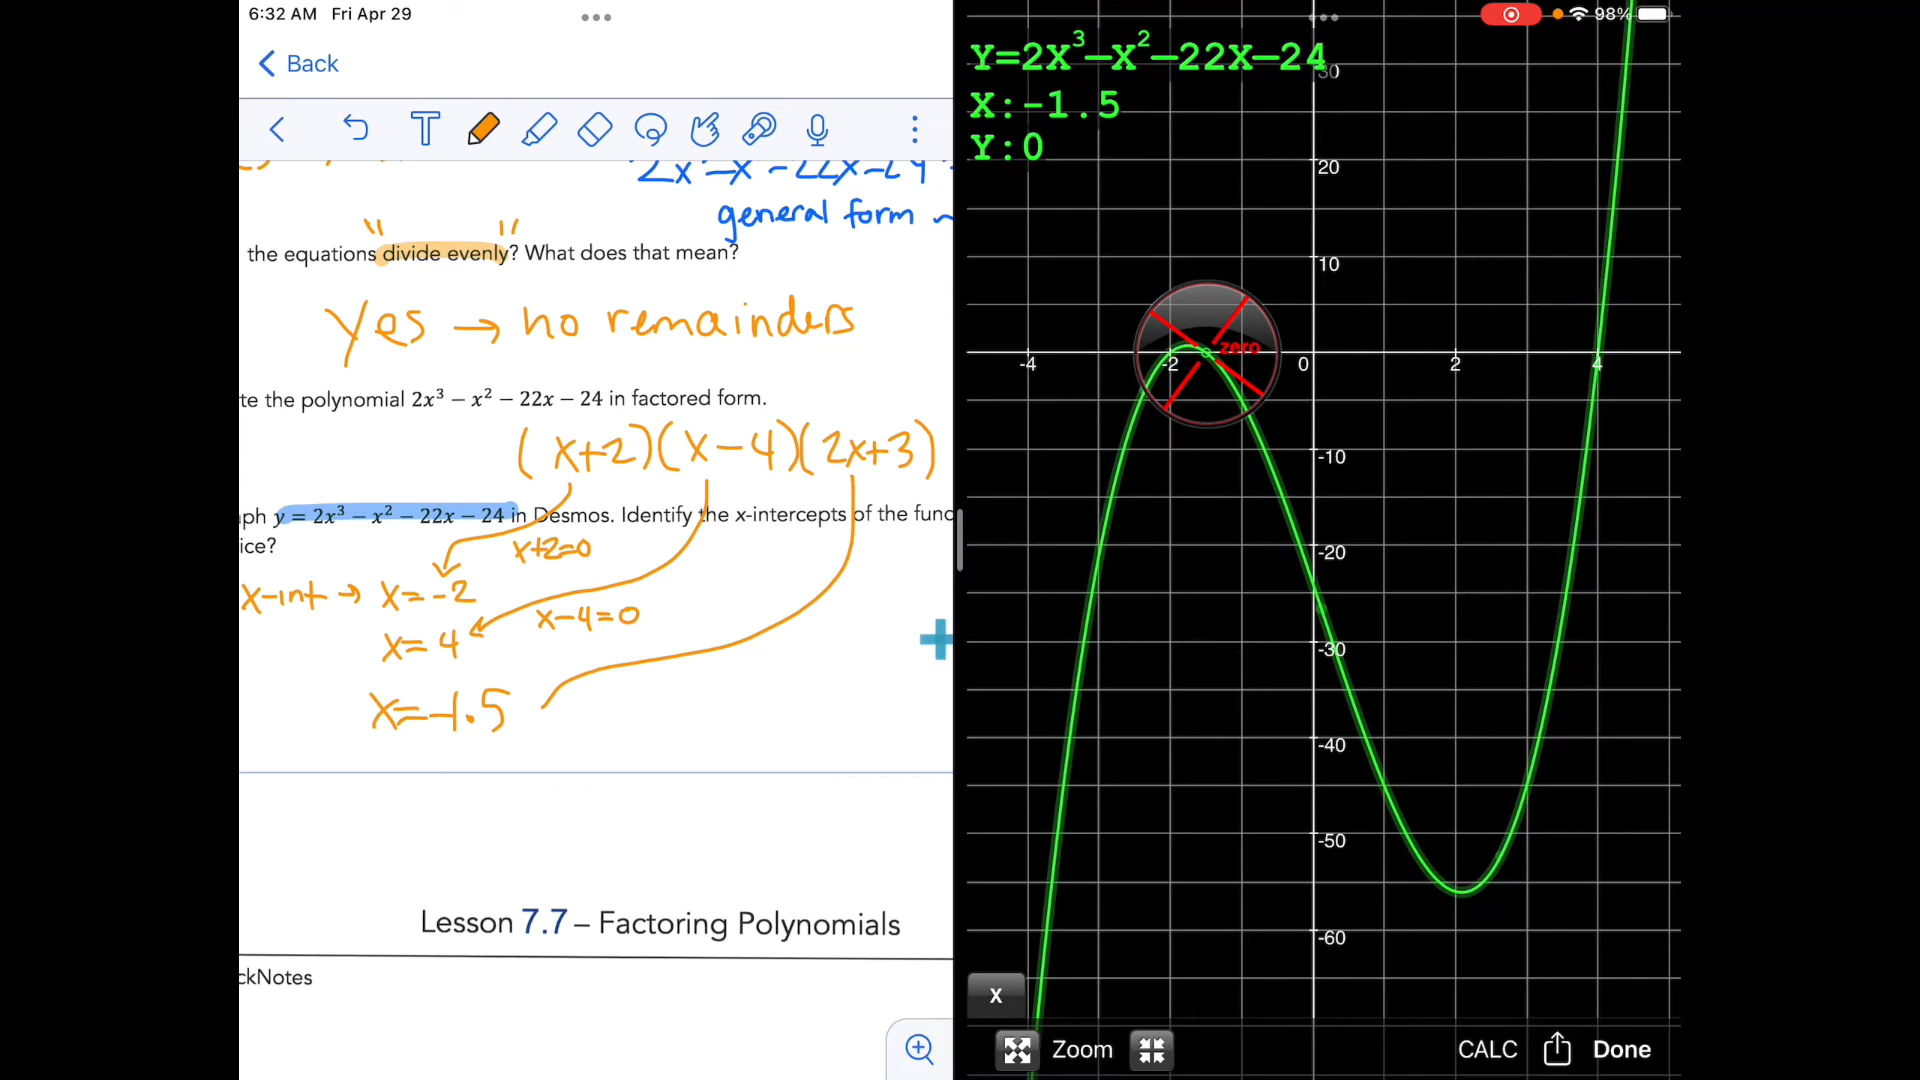 6:32 AM Fri Apr 29
Back
general form
the equations "divide evenly"? What does that mean?
Yes → no remainders
te the polynomial 2x³ – x² – 22x – 24 in factored form.
(x+2)(x-4)(2x+3)
ph y = 2x³ – x² – 22x – 24 in Desmos. Identify the x-intercepts of the func
ice?
x+2=0
x-int → x=-2
x-4=0
x=4
x=-1.5
Lesson 7.7 – Factoring Polynomials
ckNotes
98%
Y=2X³–X²–22X–24
X:-1.5
Y:0
30
20
10
zero
-4 -2 0 2 4
-10
-20
-30
-40
-50
-60
x
Zoom CALC Done